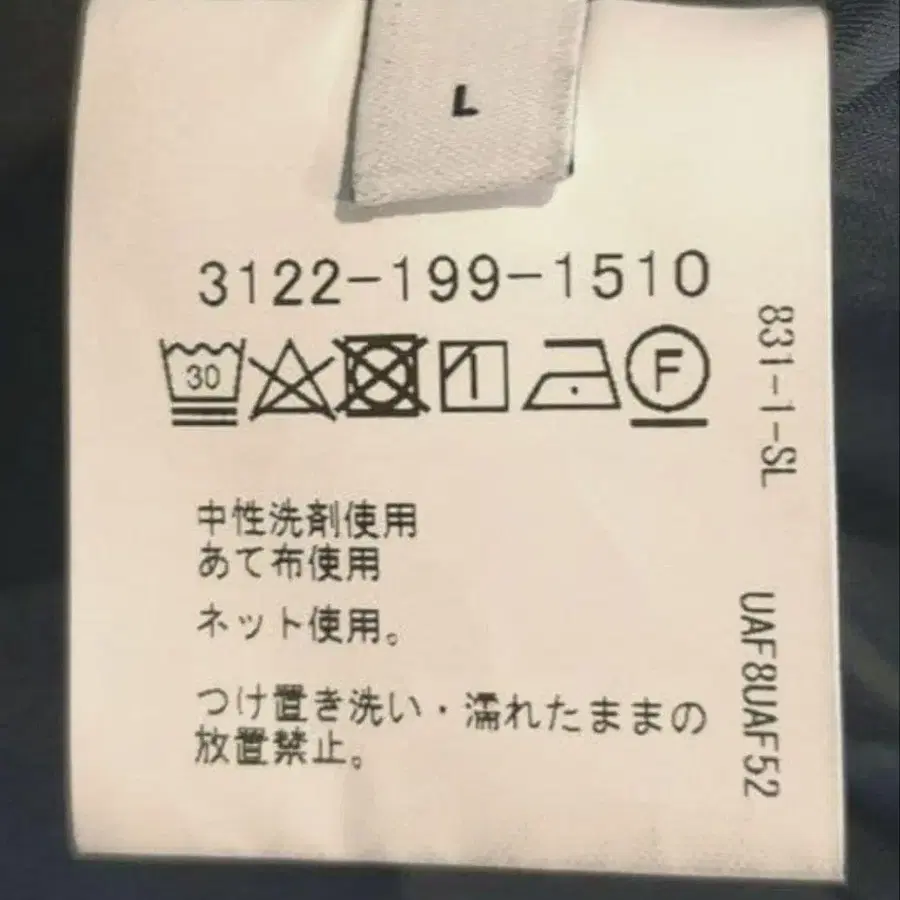 L
3122-199-1510
30
F
中性洗剤使用
あて布使用
ネット使用。
つけ置き洗い・濡れたままの
放置禁止。
831-1-SL
UAF8UAF52